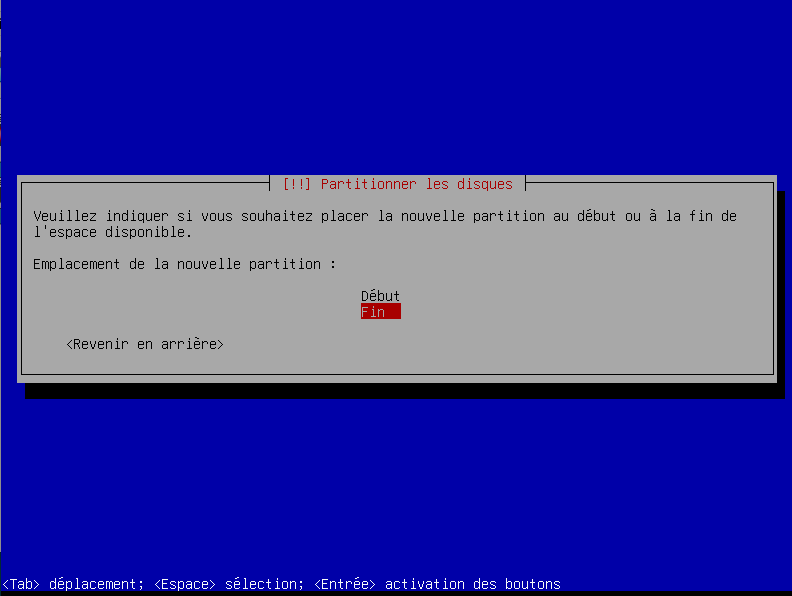 [!!] Partitionner les disques
Veuillez indiquer si vous souhaitez placer la nouvelle partition au début ou à la fin de
l'espace disponible.
Emplacement de la nouvelle partition :
Début
Fin
<Revenir en arrière>
<Tab> déplacement; <Espace> sélection; <Entrée> activation des boutons